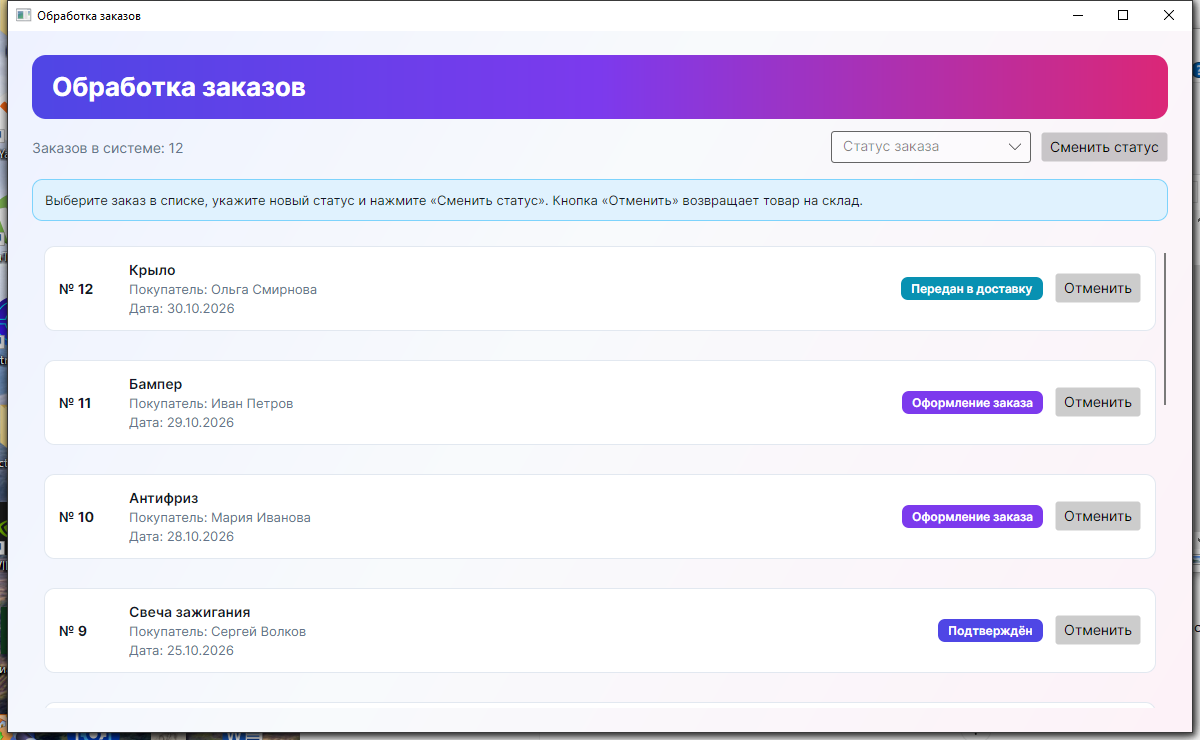 Обработка заказов
Обработка заказов
Заказов в системе: 12
Статус заказа
Сменить статус
Выберите заказ в списке, укажите новый статус и нажмите «Сменить статус». Кнопка «Отменить» возвращает товар на склад.
№ 12
Крыло
Покупатель: Ольга Смирнова
Дата: 30.10.2026
Передан в доставку
Отменить
№ 11
Бампер
Покупатель: Иван Петров
Дата: 29.10.2026
Оформление заказа
Отменить
№ 10
Антифриз
Покупатель: Мария Иванова
Дата: 28.10.2026
Оформление заказа
Отменить
№ 9
Свеча зажигания
Покупатель: Сергей Волков
Дата: 25.10.2026
Подтверждён
Отменить